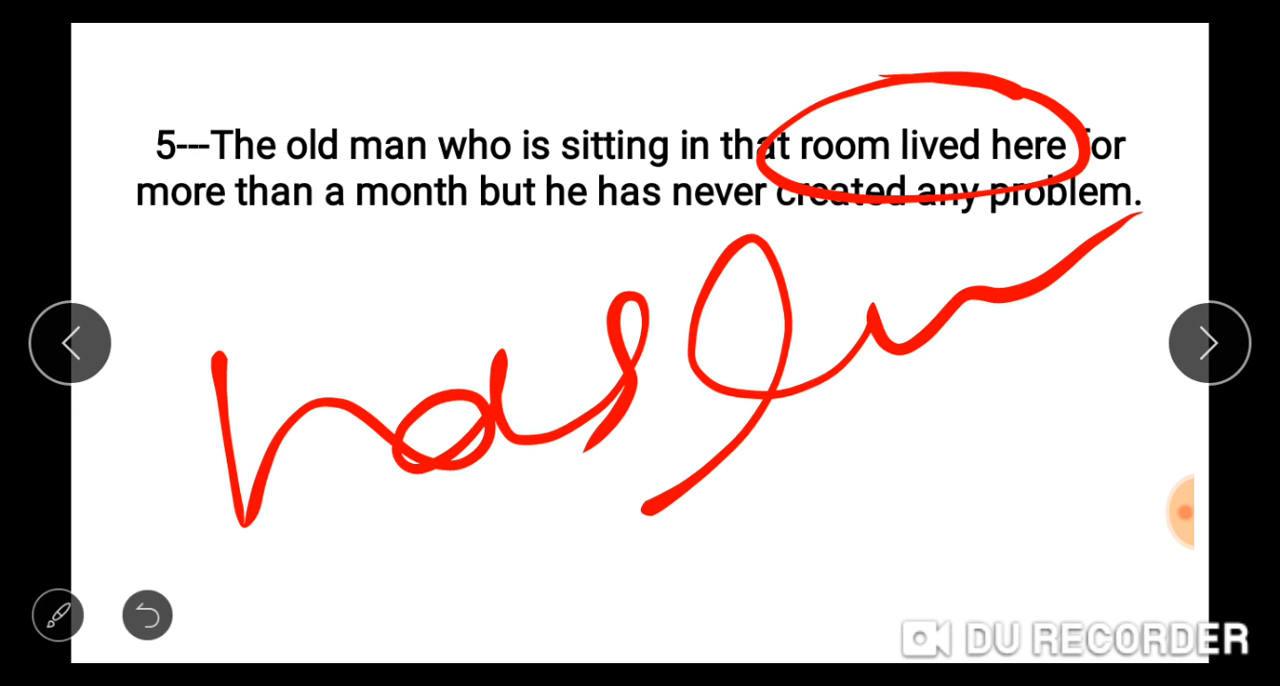 5---The old man who is sitting in that room lived here for
more than a month but he has never created any problem.
has
DU RECORDER